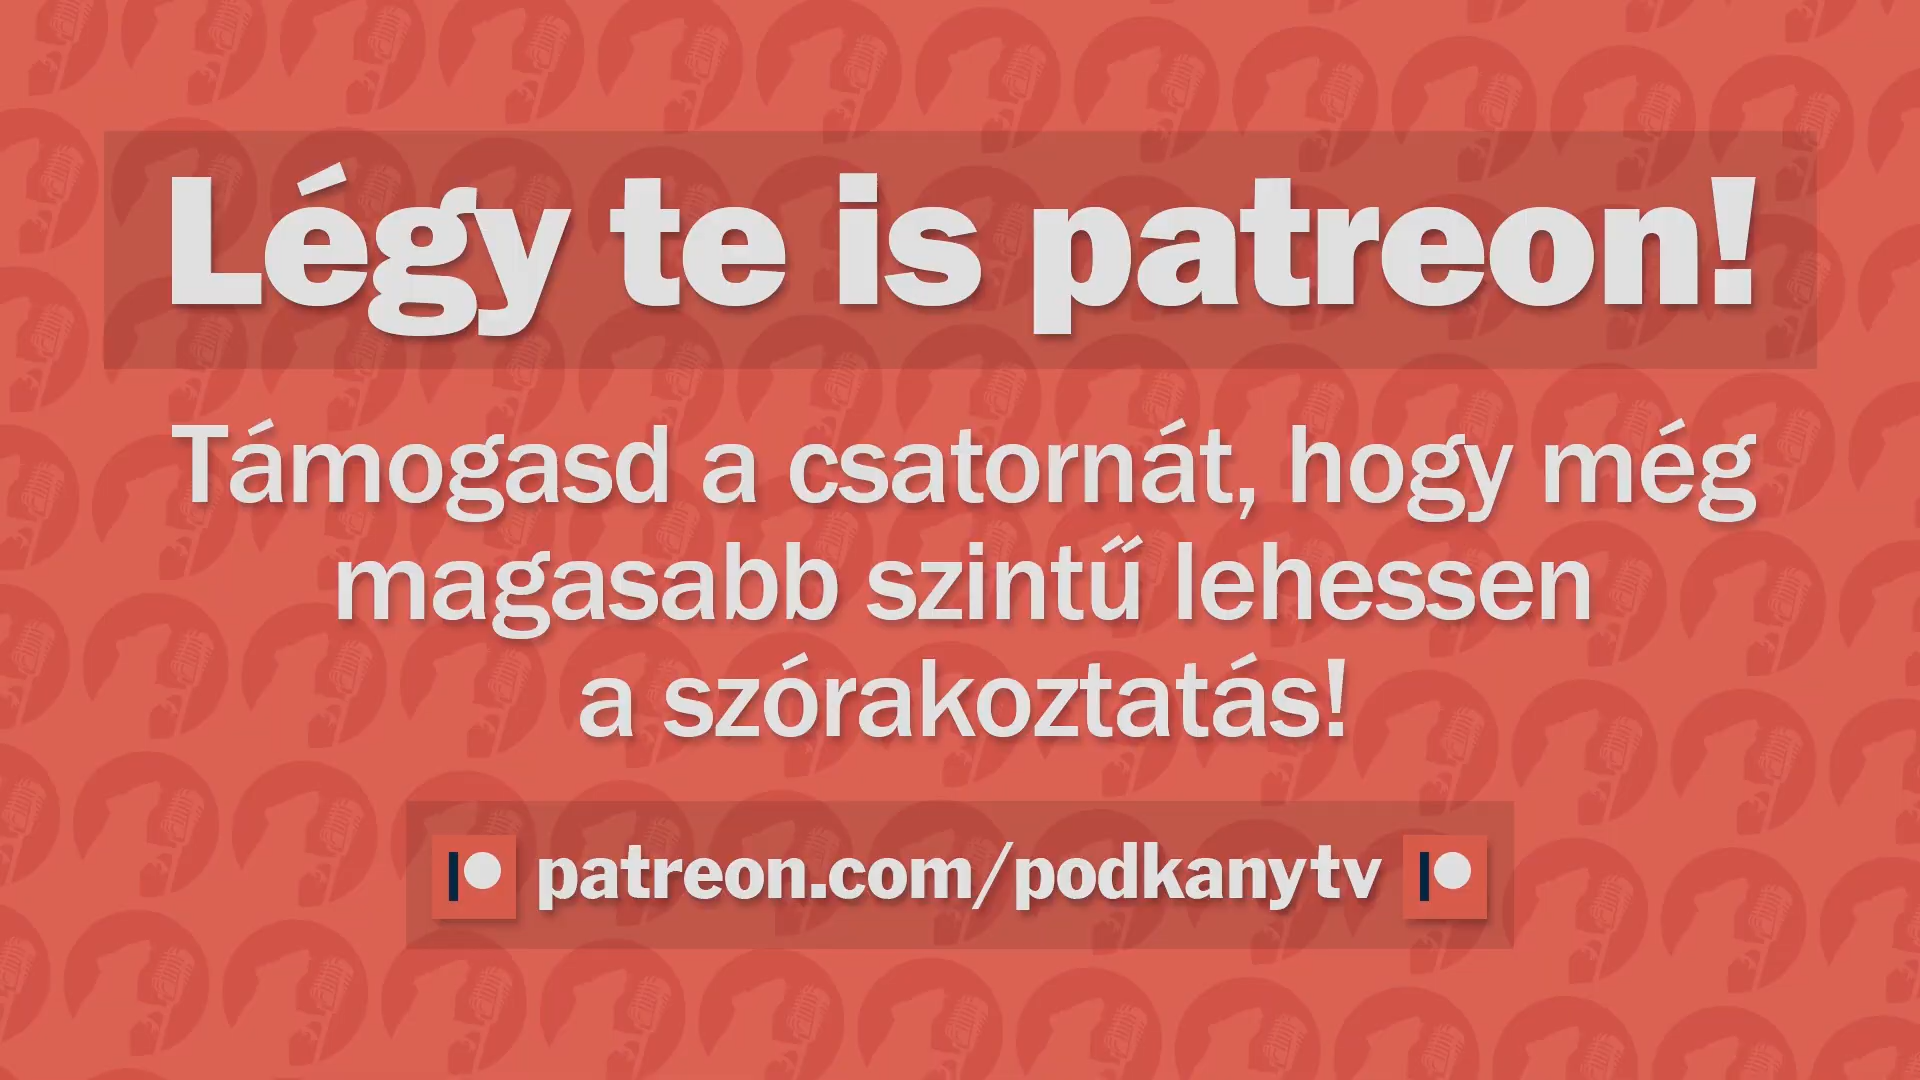 Légy te is patreon!
Támogasd a csatornát, hogy még
magasabb szintű lehessen
a szórakoztatás!
patreon.com/podkanytv